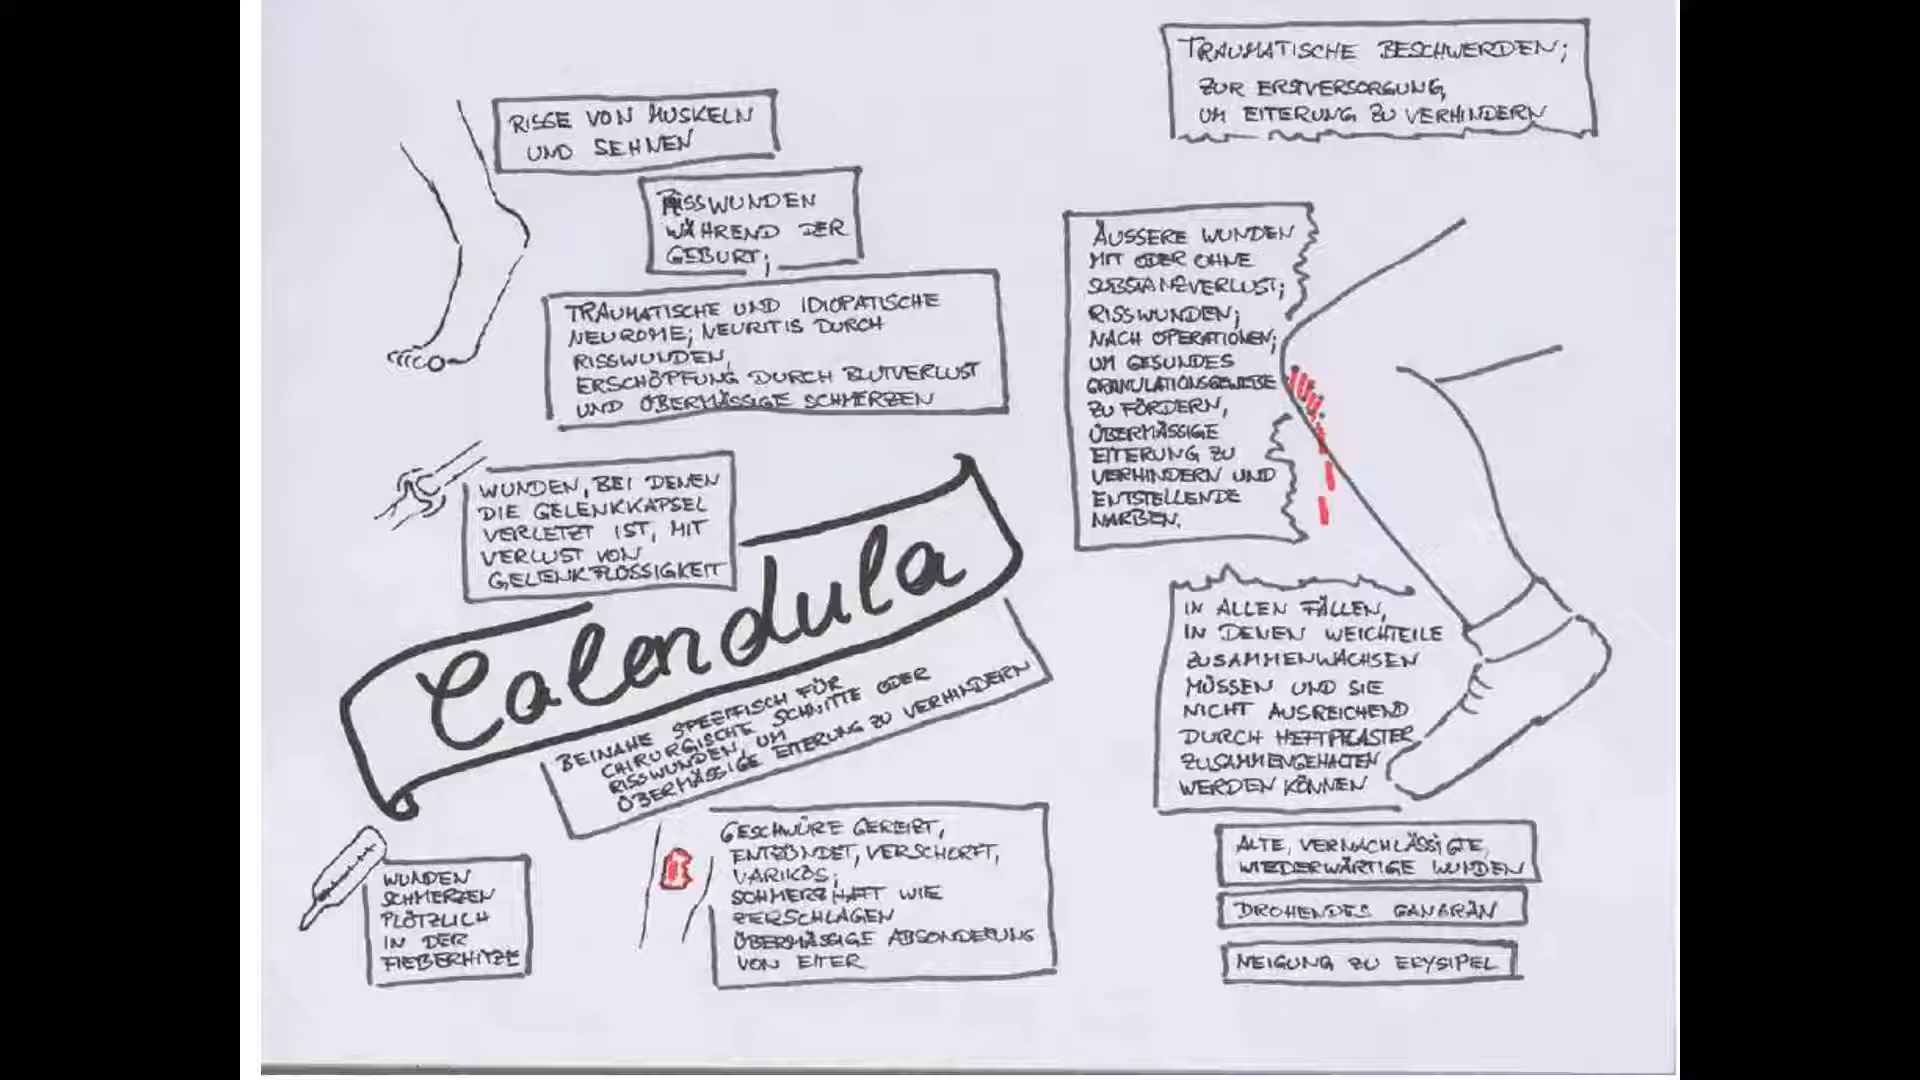 TRAUMATISCHE BESCHWERDEN;
ZUR ERSTVERSORGUNG,
UM EITERUNG ZU VERHINDERN
RISSE VON MUSKELN
UND SEHNEN
RISSWUNDEN
WÄHREND DER
GEBURT;
TRAUMATISCHE UND IDIOPATISCHE
NEUROME; NEURITIS DURCH
RISSWUNDEN,
ERSCHÖPFUNG DURCH BLUTVERLUST
UND ÜBERMÄSSIGE SCHMERZEN
ÄUSSERE WUNDEN
MIT ODER OHNE
SUBSTANZVERLUST;
RISSWUNDEN;
NACH OPERATIONEN;
UM GESUNDES
GRANULATIONSGEWEBE
ZU FÖRDERN,
ÜBERMÄSSIGE
EITERUNG ZU
VERHINDERN UND
ENTSTELLENDE
NARBEN.
WUNDEN, BEI DENEN
DIE GELENKKAPSEL
VERLETZT IST, MIT
VERLUST VON
GELENKFLÜSSIGKEIT
Calendula
BEINAHE SPEZIFISCH FÜR
CHIRURGISCHE SCHNITTE ODER
RISSWUNDEN, UM
ÜBERMÄSSIGE EITERUNG ZU VERHINDERN
IN ALLEN FÄLLEN,
IN DENEN WEICHTEILE
ZUSAMMENWACHSEN
MÜSSEN UND SIE
NICHT AUSREICHEND
DURCH HEFTPFLASTER
ZUSAMMENGEHALTEN
WERDEN KÖNNEN
WUNDEN
SCHMERZEN
PLÖTZLICH
IN DER
FIEBERHITZE
GESCHWÜRE GEREIZT,
ENTZÜNDET, VERSCHORFT,
VARIKÖS;
SCHMERZHAFT WIE
ZERSCHLAGEN
ÜBERMÄSSIGE ABSONDERUNG
VON EITER
ALTE, VERNACHLÄSSIGTE,
WIEDERWÄRTIGE WUNDEN
DROHENDES GANGRÄN
NEIGUNG ZU ERYSIPEL